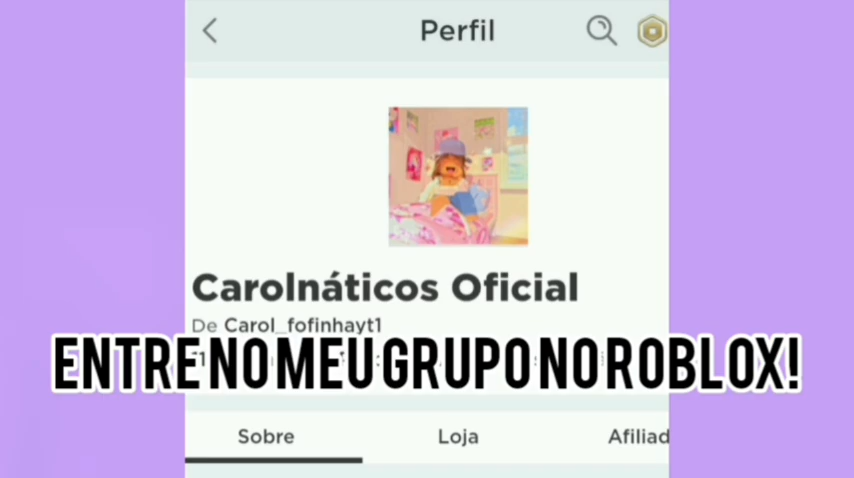 Perfil
Carolnáticos Oficial
De Carol_fofinhayt1
ENTRE NO MEU GRUPO NO ROBLOX!
Sobre Loja Afiliad